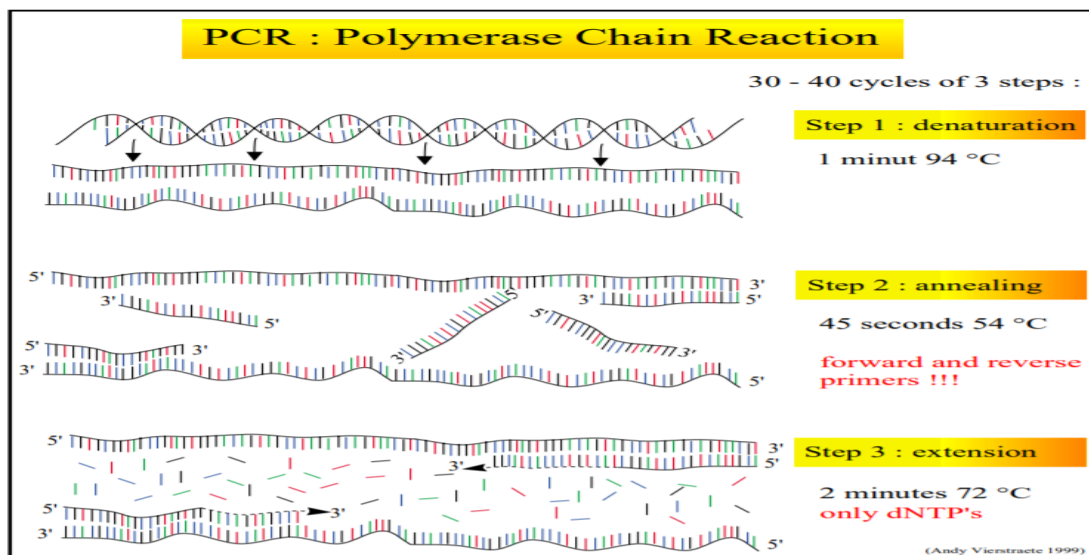 PCR : Polymerase Chain Reaction
30 - 40 cycles of 3 steps :
Step 1 : denaturation
1 minut 94 °C
5'
3'
3'
5'
5'
3'
5'
Step 2 : annealing
45 seconds 54 °C
5'
3'
3'
5'
3'
3'
5'
forward and reverse
primers !!!
5'
3'
3'
5'
Step 3 : extension
5'
3'
3'
5'
2 minutes 72 °C
only dNTP's
(Andy Vierstraete 1999)